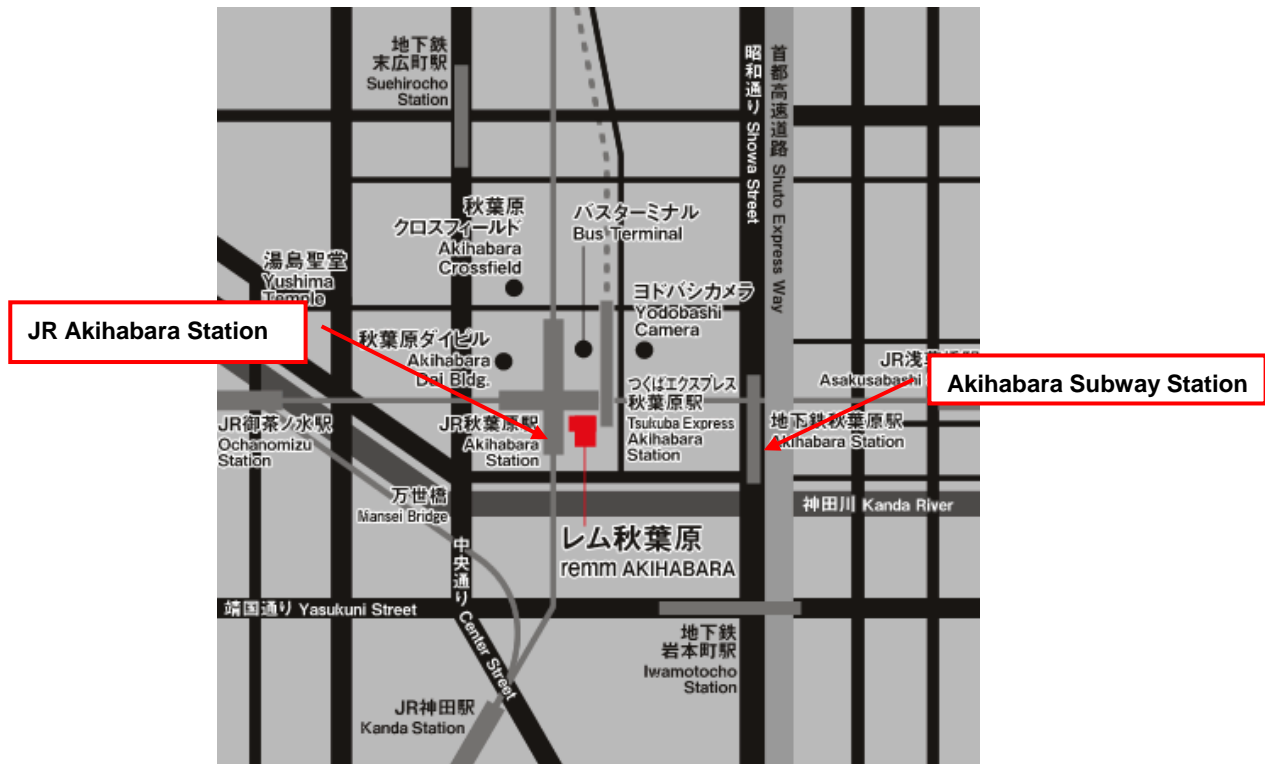 地下鉄
末広町駅
Suehirocho
Station
昭和通り Showa Street
首都高速道路 Shuto Express Way
秋葉原
クロスフィールド
Akihabara
Crossfield
バスターミナル
Bus Terminal
湯島聖堂
Yushima
Temple
ヨドバシカメラ
Yodobashi
Camera
JR Akihabara Station
秋葉原ダイビル
Akihabara
Dai Bldg.
JR浅草橋駅
Asakusabashi
Akihabara Subway Station
つくばエクスプレス
秋葉原駅
Tsukuba Express
Akihabara
Station
JR御茶ノ水駅
Ochanomizu
Station
JR秋葉原駅
Akihabara
Station
地下鉄秋葉原駅
Akihabara Station
万世橋
Mansei Bridge
神田川 Kanda River
レム秋葉原
remm AKIHABARA
中央通り Center Street
靖国通り Yasukuni Street
地下鉄
岩本町駅
Iwamotocho
Station
JR神田駅
Kanda Station